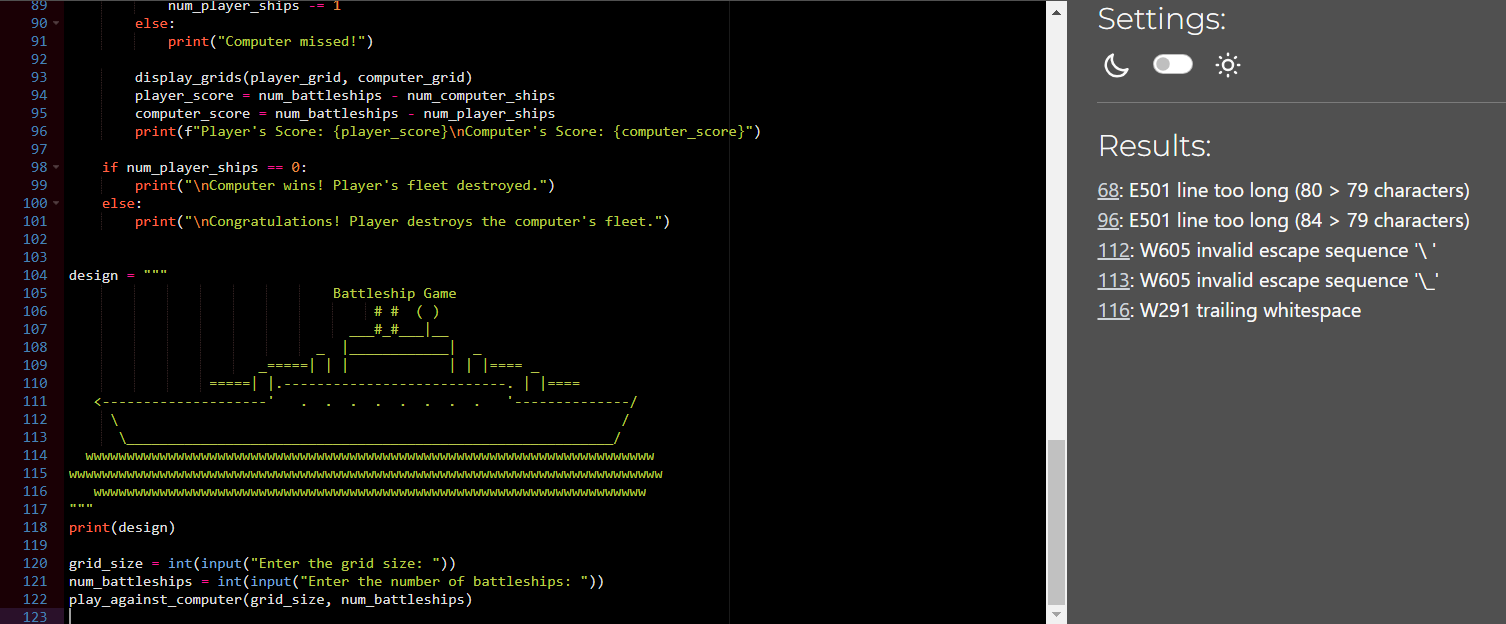 89 num_player_ships -= 1
90 else:
91 print("Computer missed!")
92
93 display_grids(player_grid, computer_grid)
94 player_score = num_battleships - num_computer_ships
95 computer_score = num_battleships - num_player_ships
96 print(f"Player's Score: {player_score}\nComputer's Score: {computer_score}")
97
98 if num_player_ships == 0:
99 print("\nComputer wins! Player's fleet destroyed.")
100 else:
101 print("\nCongratulations! Player destroys the computer's fleet.")
102
103
104 design = """
105 Battleship Game
106 # #  ( )
107 ___#_#___|__
108 _  |____________|  _
109 _=====| | |            | | |==== _
110 =====| |.---------------------------. | |====
111 <--------------------'   .  .  .  .  .  .  .  .   '--------------/
112 \                                                             /
113 \___________________________________________________________/
114 wwwwwwwwwwwwwwwwwwwwwwwwwwwwwwwwwwwwwwwwwwwwwwwwwwwwwwwwwwwwwwwwwwwww
115 wwwwwwwwwwwwwwwwwwwwwwwwwwwwwwwwwwwwwwwwwwwwwwwwwwwwwwwwwwwwwwwwwwwwwwww
116 wwwwwwwwwwwwwwwwwwwwwwwwwwwwwwwwwwwwwwwwwwwwwwwwwwwwwwwwwwwwwwwwwww
117 """
118 print(design)
119
120 grid_size = int(input("Enter the grid size: "))
121 num_battleships = int(input("Enter the number of battleships: "))
122 play_against_computer(grid_size, num_battleships)
123
Settings:
Results:
68: E501 line too long (80 > 79 characters)
96: E501 line too long (84 > 79 characters)
112: W605 invalid escape sequence '\ '
113: W605 invalid escape sequence '\_'
116: W291 trailing whitespace